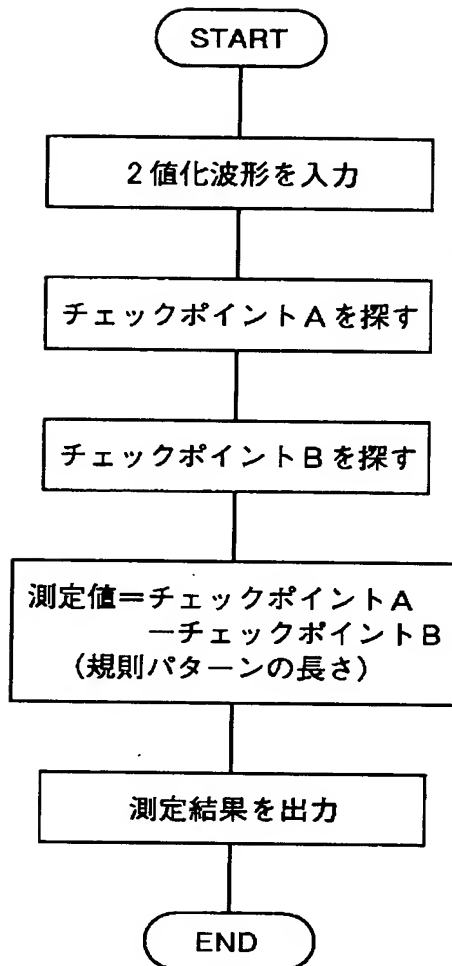 START
2値化波形を入力
チェックポイントAを探す
チェックポイントBを探す
測定値=チェックポイントA
−チェックポイントB
(規則パターンの長さ)
測定結果を出力
END